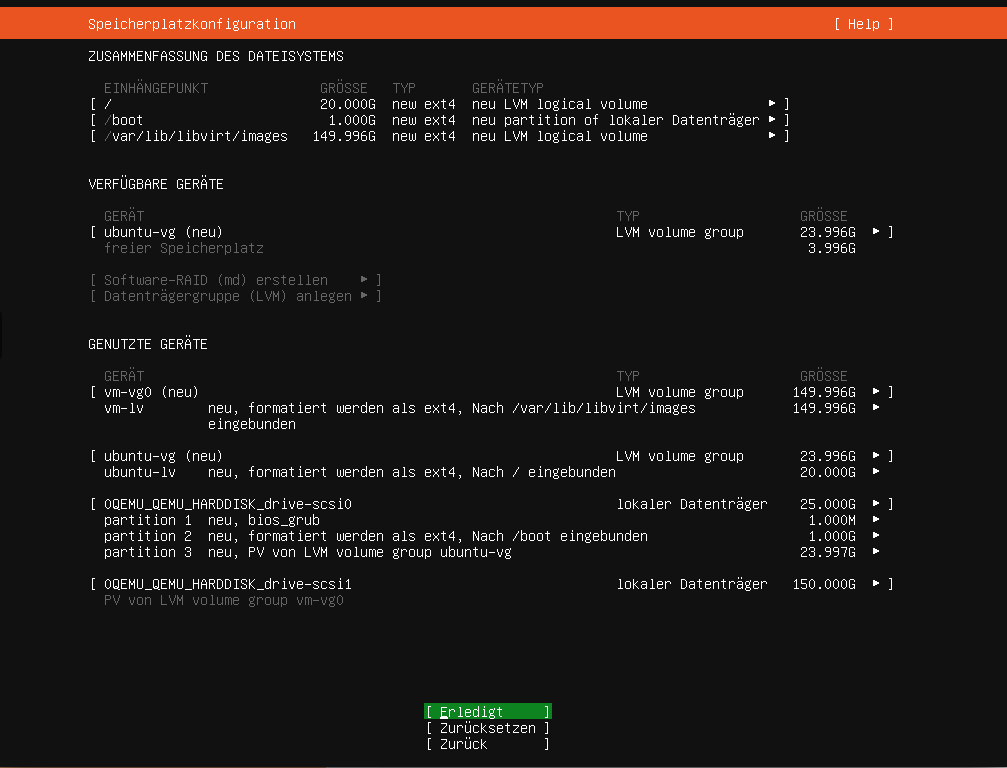 Speicherplatzkonfiguration [ Help ]
ZUSAMMENFASSUNG DES DATEISYSTEMS
EINHÄNGEPUNKT GRÖSSE TYP GERÄTETYP
[ / 20.000G new ext4 neu LVM logical volume ▸ ]
[ /boot 1.000G new ext4 neu partition of lokaler Datenträger ▸ ]
[ /var/lib/libvirt/images 149.996G new ext4 neu LVM logical volume ▸ ]
VERFÜGBARE GERÄTE
GERÄT TYP GRÖSSE
[ ubuntu-vg (neu) LVM volume group 23.996G ▸ ]
freier Speicherplatz 3.996G
[ Software-RAID (md) erstellen ▸ ]
[ Datenträgergruppe (LVM) anlegen ▸ ]
GENUTZTE GERÄTE
GERÄT TYP GRÖSSE
[ vm-vg0 (neu) LVM volume group 149.996G ▸ ]
vm-lv neu, formatiert werden als ext4, Nach /var/lib/libvirt/images 149.996G ▸
eingebunden
[ ubuntu-vg (neu) LVM volume group 23.996G ▸ ]
ubuntu-lv neu, formatiert werden als ext4, Nach / eingebunden 20.000G ▸
[ 0QEMU_QEMU_HARDDISK_drive-scsi0 lokaler Datenträger 25.000G ▸ ]
partition 1 neu, bios_grub 1.000M ▸
partition 2 neu, formatiert werden als ext4, Nach /boot eingebunden 1.000G ▸
partition 3 neu, PV von LVM volume group ubuntu-vg 23.997G ▸
[ 0QEMU_QEMU_HARDDISK_drive-scsi1 lokaler Datenträger 150.000G ▸ ]
PV von LVM volume group vm-vg0
[ Erledigt ]
[ Zurücksetzen ]
[ Zurück ]